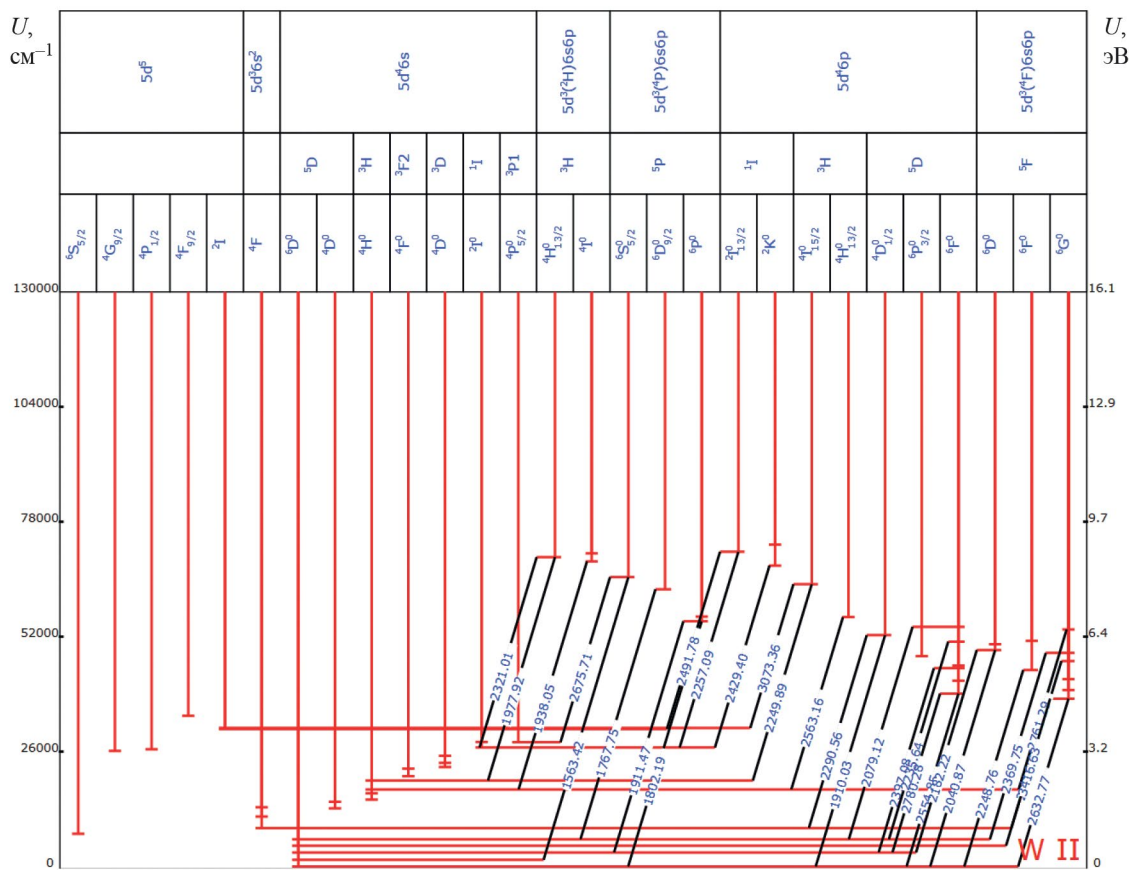 U,
см⁻¹
U,
эВ
5d⁵
5d³6s²
5d⁴6s
5d³(²H)6s6p
5d³(⁴P)6s6p
5d⁴6p
5d³(⁴F)6s6p
⁵D
³H
³F2
³D
¹I
³P1
³H
⁵P
¹I
³H
⁵D
⁵F
⁶S₅/₂
⁴G₉/₂
⁴P₁/₂
⁴F₉/₂
²I
⁴F
⁶D⁰
⁴D⁰
⁴H⁰
⁴F⁰
⁴D⁰
²I⁰
⁴P⁰₅/₂
⁴H⁰₁₃/₂
⁴I⁰
⁶S⁰₅/₂
⁶D⁰₉/₂
⁶P⁰
²I⁰₁₃/₂
²K⁰
⁴I⁰₁₅/₂
⁴H⁰₁₃/₂
⁴D⁰₁/₂
⁶P⁰₃/₂
⁶F⁰
⁶D⁰
⁶F⁰
⁶G⁰
130000
16.1
104000
12.9
78000
9.7
52000
6.4
26000
3.2
0
0
2321.01
1977.92
1938.05
2675.71
1563.42
1767.75
1911.47
1802.19
2491.78
2257.09
2429.40
3073.36
2249.89
2563.16
2290.56
1910.03
2079.12
2040.87
2248.76
2369.75
2761.29
2632.77
W II